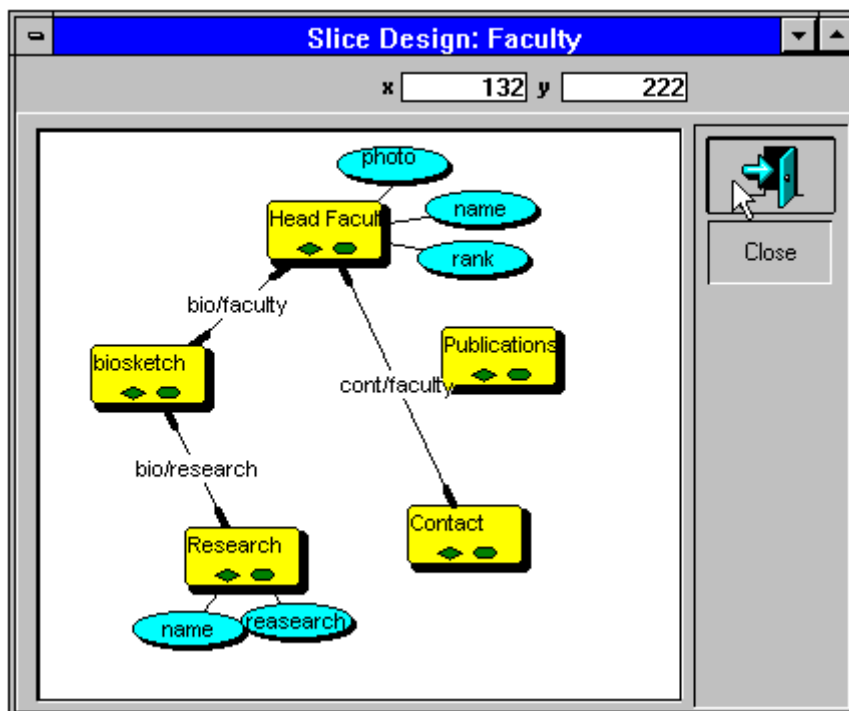 Slice Design: Faculty
x 132 y 222
photo
Head Facult
name
rank
Close
bio/faculty
Publications
biosketch
cont/faculty
bio/research
Contact
Research
name
reasearch